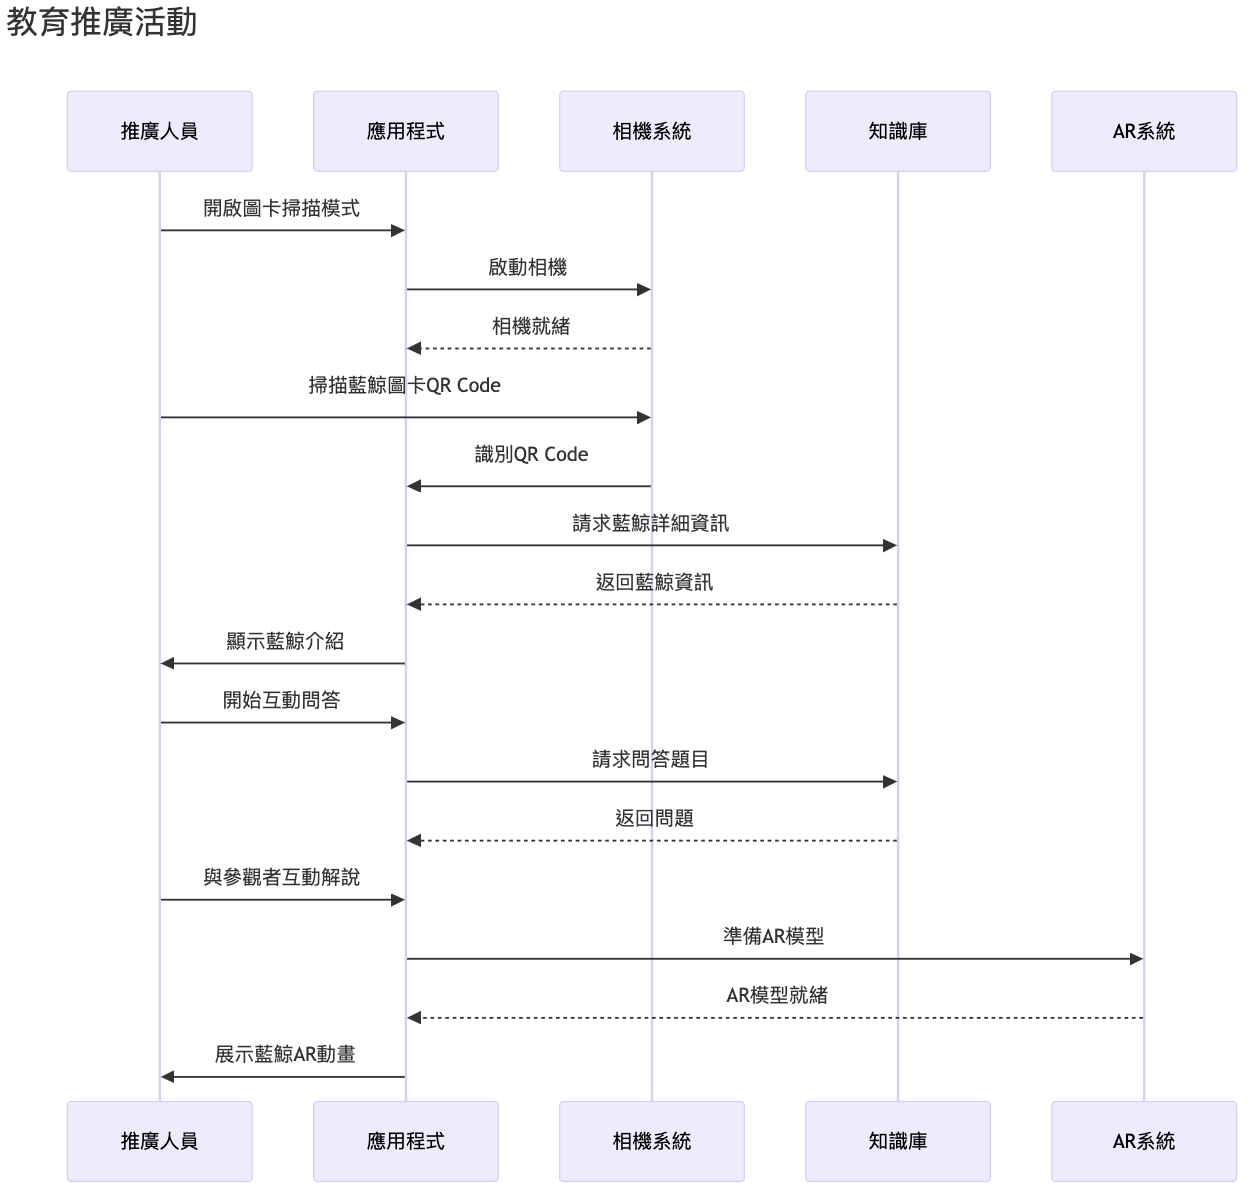 教育推廣活動
推廣人員
應用程式
相機系統
知識庫
AR系統
開啟圖卡掃描模式
啟動相機
相機就緒
掃描藍鯨圖卡QR Code
識別QR Code
請求藍鯨詳細資訊
返回藍鯨資訊
顯示藍鯨介紹
開始互動問答
請求問答題目
返回問題
與參觀者互動解說
準備AR模型
AR模型就緒
展示藍鯨AR動畫
推廣人員
應用程式
相機系統
知識庫
AR系統